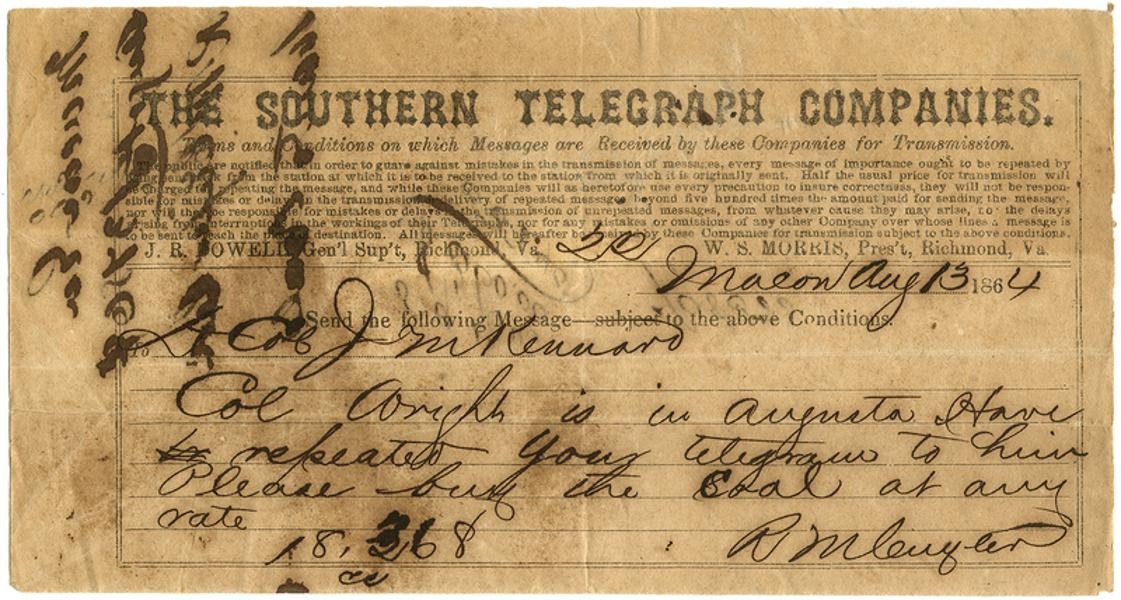 THE SOUTHERN TELEGRAPH COMPANIES.
Terms and Conditions on which Messages are Received by these Companies for Transmission.
The public are notified that in order to guard against mistakes in the transmission of messages, every message of importance ought to be repeated by
being sent back from the station at which it is to be received to the station from which it is originally sent. Half the usual price for transmission will
be charged for repeating the message, and while these Companies will as heretofore use every precaution to insure correctness, they will not be respon-
sible for mistakes or delays in the transmission or delivery of repeated messages, beyond five hundred times the amount paid for sending the message,
nor will they be responsible for mistakes or delays in the transmission of unrepeated messages, from whatever cause they may arise, nor the delays
arising from interruptions in the workings of their Telegraphs, nor for any mistakes or omissions of any other Company over whose lines a message is
to be sent to reach the place of destination. All messages will hereafter be received by these Companies for transmission subject to the above conditions.
J. R. DOWELL, Gen'l Sup't, Richmond, Va. W. S. MORRIS, Pres't, Richmond, Va.
Macon Aug 13 1864
Send the following Message subject to the above Conditions.
To Lt Col J McKennard
Col Wright is in Augusta Have
repeated your telegram to him
Please buy the Coal at any
rate
18, 368 R M Cuyler